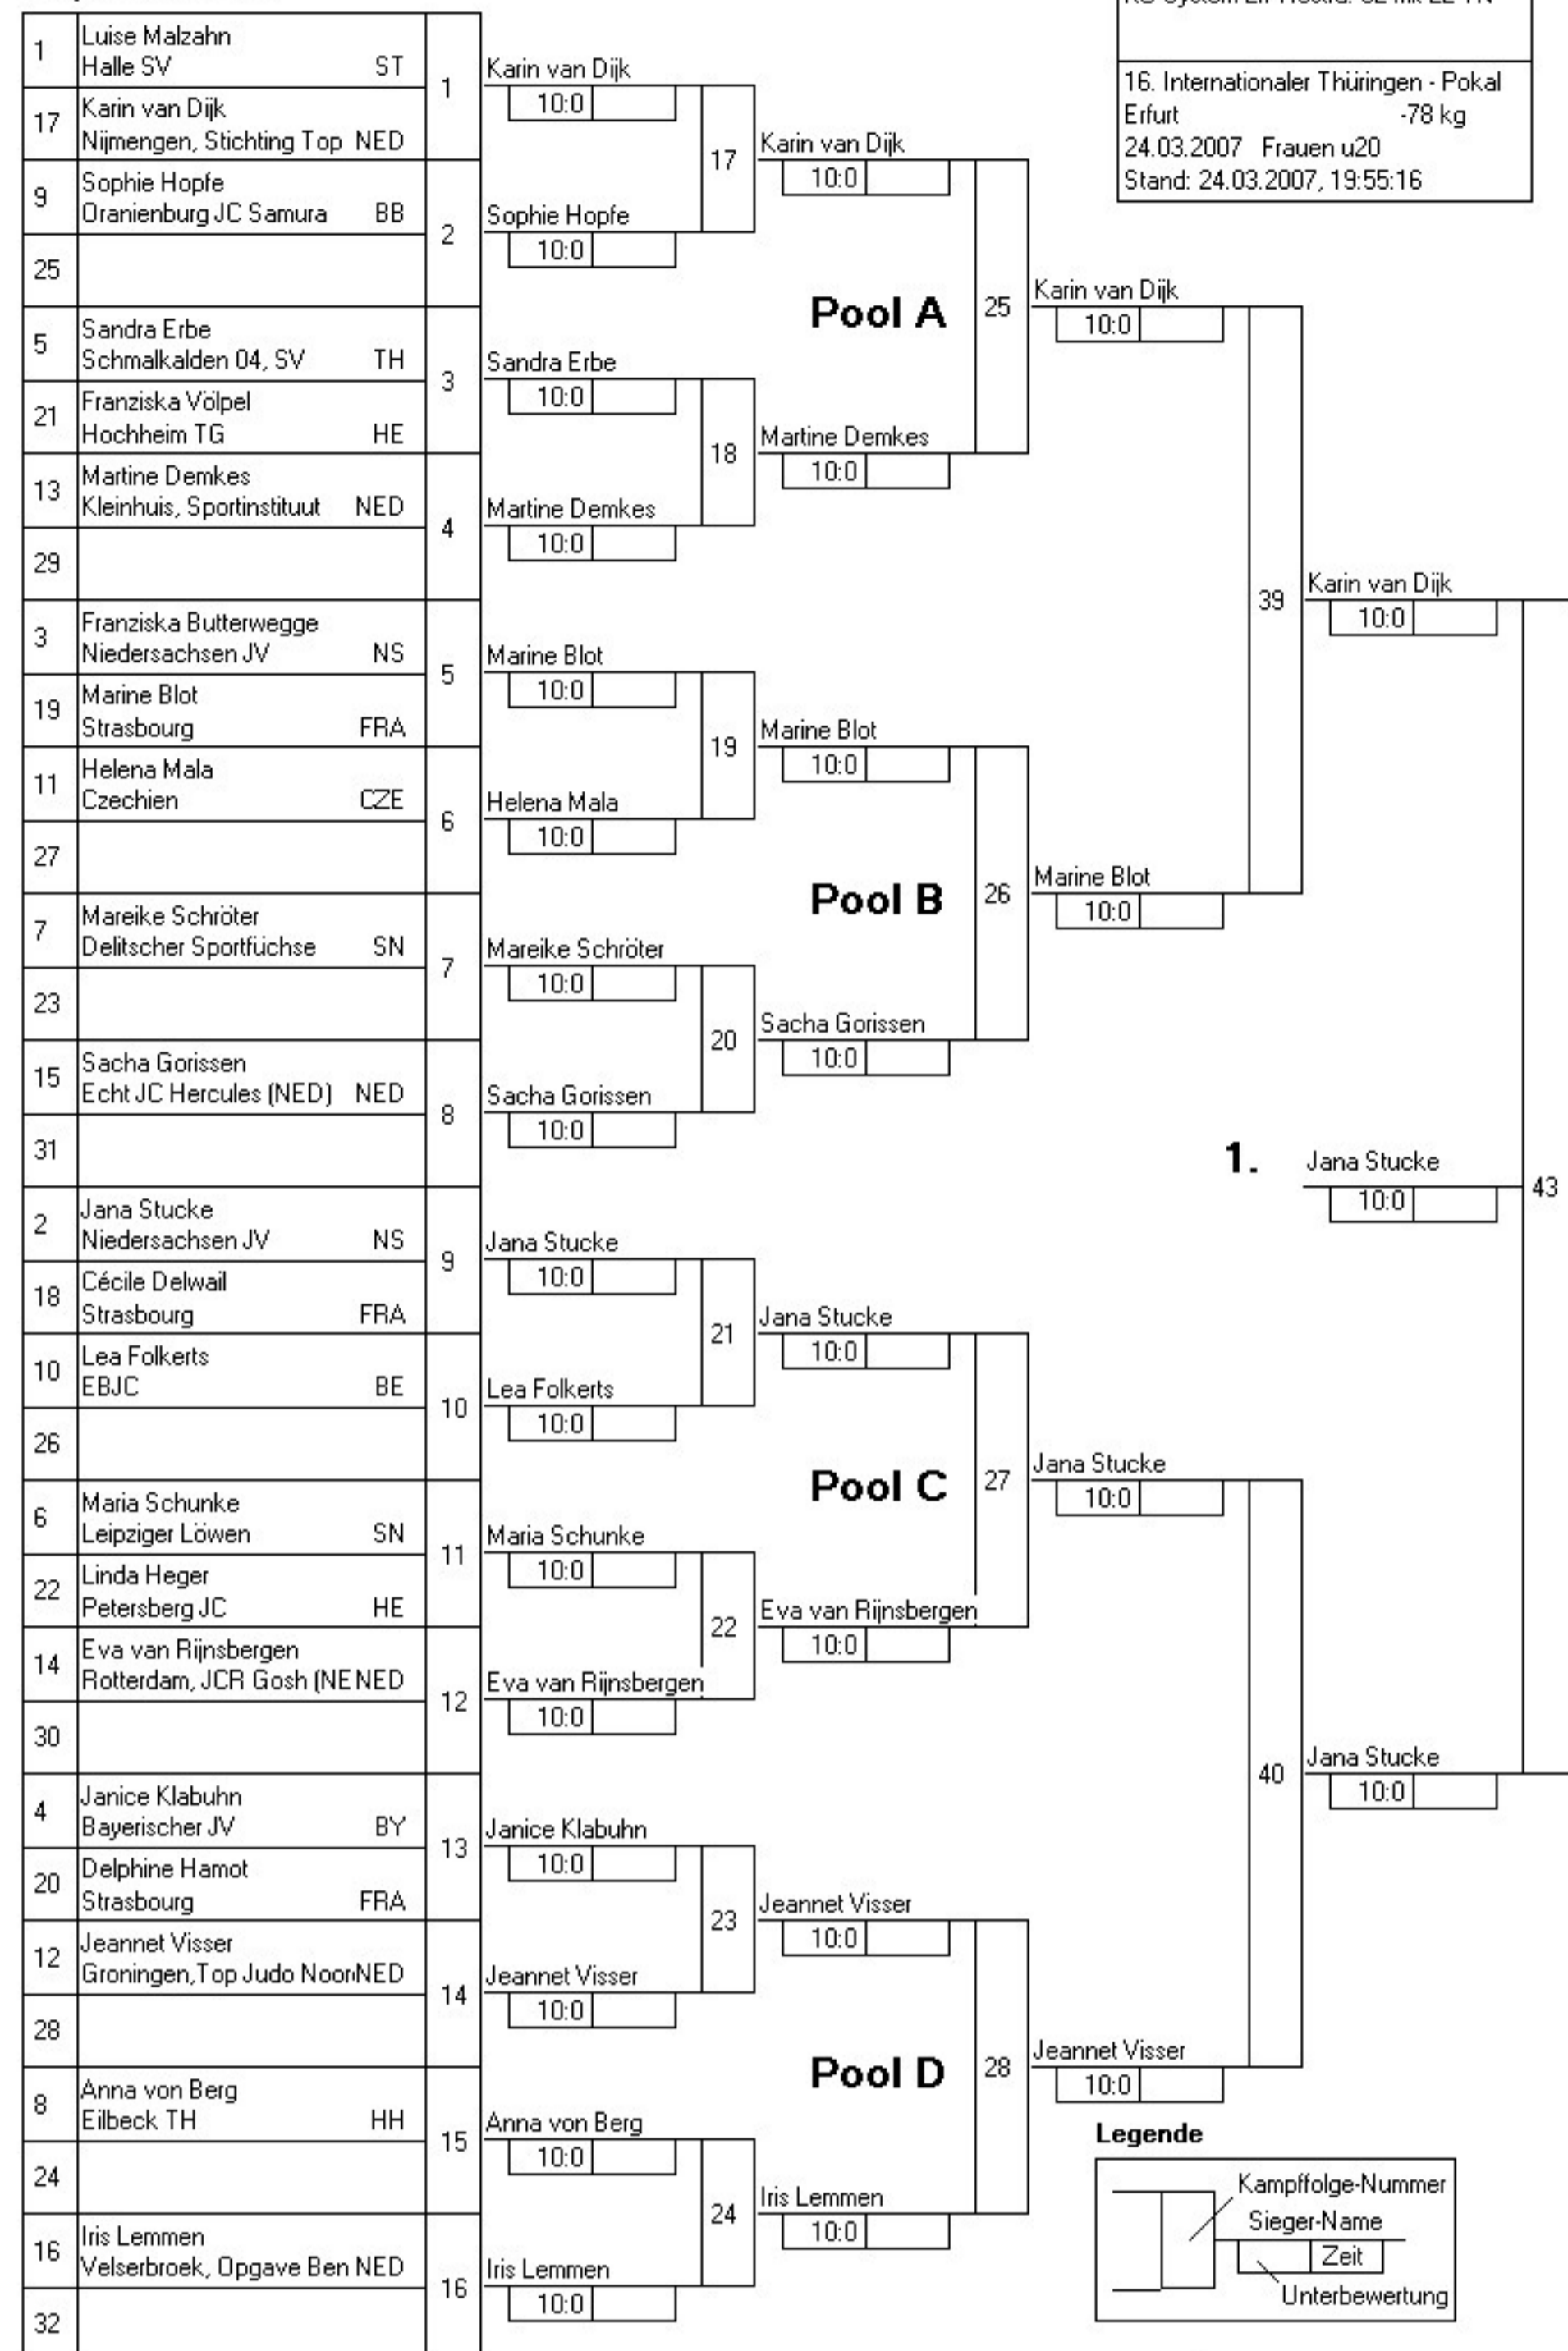 16. Internationaler Thüringen - Pokal
Erfurt -78 kg
24.03.2007 Frauen u20
Stand: 24.03.2007, 19:55:16
1 Luise Malzahn
Halle SV ST
17 Karin van Dijk
Nijmengen, Stichting Top NED
9 Sophie Hopfe
Oranienburg JC Samura BB
25
5 Sandra Erbe
Schmalkalden 04, SV TH
21 Franziska Völpel
Hochheim TG HE
13 Martine Demkes
Kleinhuis, Sportinstituut NED
29
3 Franziska Butterwegge
Niedersachsen JV NS
19 Marine Blot
Strasbourg FRA
11 Helena Mala
Czechien CZE
27
7 Mareike Schröter
Delitscher Sportfüchse SN
23
15 Sacha Gorissen
Echt JC Hercules (NED) NED
31
2 Jana Stucke
Niedersachsen JV NS
18 Cécile Delwail
Strasbourg FRA
10 Lea Folkerts
EBJC BE
26
6 Maria Schunke
Leipziger Löwen SN
22 Linda Heger
Petersberg JC HE
14 Eva van Rijnsbergen
Rotterdam, JCR Gosh (NE NED
30
4 Janice Klabuhn
Bayerischer JV BY
20 Delphine Hamot
Strasbourg FRA
12 Jeannet Visser
Groningen,Top Judo Noor NED
28
8 Anna von Berg
Eilbeck TH HH
24
16 Iris Lemmen
Velserbroek, Opgave Ben NED
32
1 Karin van Dijk
10:0
2 Sophie Hopfe
10:0
3 Sandra Erbe
10:0
4 Martine Demkes
10:0
5 Marine Blot
10:0
6 Helena Mala
10:0
7 Mareike Schröter
10:0
8 Sacha Gorissen
10:0
9 Jana Stucke
10:0
10 Lea Folkerts
10:0
11 Maria Schunke
10:0
12 Eva van Rijnsbergen
10:0
13 Janice Klabuhn
10:0
14 Jeannet Visser
10:0
15 Anna von Berg
10:0
16 Iris Lemmen
10:0
17 Karin van Dijk
10:0
Pool A
18 Martine Demkes
10:0
19 Marine Blot
10:0
Pool B
20 Sacha Gorissen
10:0
21 Jana Stucke
10:0
Pool C
22 Eva van Rijnsbergen
10:0
23 Jeannet Visser
10:0
Pool D
24 Iris Lemmen
10:0
25 Karin van Dijk
10:0
26 Marine Blot
10:0
27 Jana Stucke
10:0
28 Jeannet Visser
10:0
39 Karin van Dijk
10:0
1. Jana Stucke 43
10:0
40 Jana Stucke
10:0
Legende
Kampffolge-Nummer
Sieger-Name
Zeit
Unterbewertung